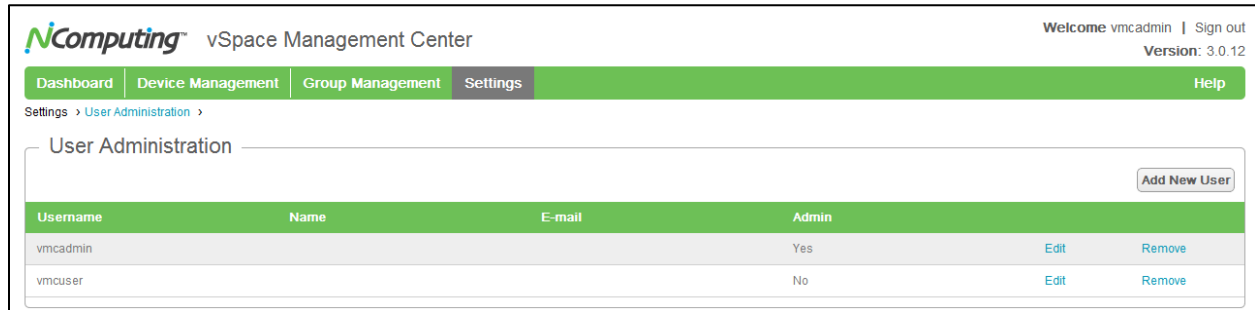 NComputing™ vSpace Management Center
Welcome vmcadmin | Sign out
Version: 3.0.12
Dashboard Device Management Group Management Settings Help
Settings › User Administration ›
User Administration
Add New User
Username Name E-mail Admin
vmcadmin Yes Edit Remove
vmcuser No Edit Remove